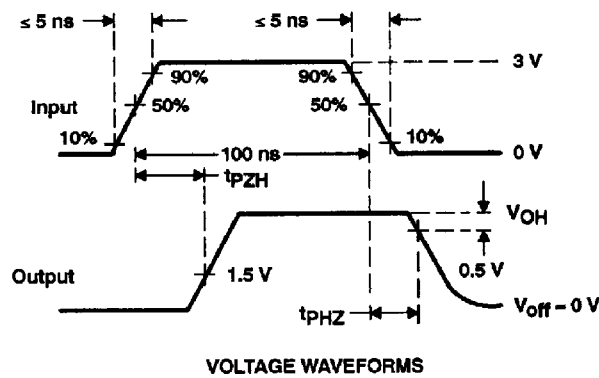 ≤ 5 ns
≤ 5 ns
3 V
90%
90%
Input
50%
50%
10%
10%
100 ns
0 V
tPZH
VOH
Output
1.5 V
0.5 V
Voff = 0 V
tPHZ
VOLTAGE WAVEFORMS